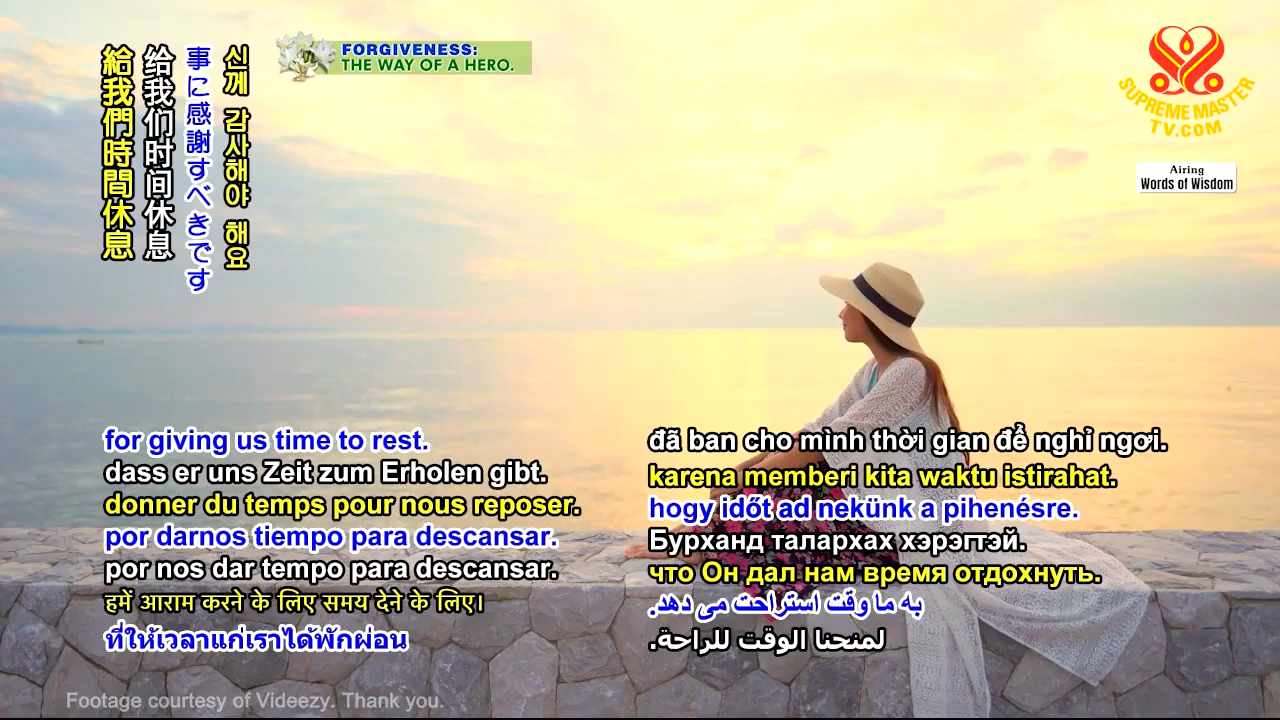 신께 감사해야 해요
事に感謝すべきです
给我们时间休息
給我們時間休息
FORGIVENESS:
THE WAY OF A HERO.
SUPREME MASTER
TV.COM
Airing
Words of Wisdom
for giving us time to rest.
dass er uns Zeit zum Erholen gibt.
donner du temps pour nous reposer.
por darnos tiempo para descansar.
por nos dar tempo para descansar.
हमें आराम करने के लिए समय देने के लिए।
ที่ให้เวลาแก่เราได้พักผ่อน
đã ban cho mình thời gian để nghỉ ngơi.
karena memberi kita waktu istirahat.
hogy időt ad nekünk a pihenésre.
Бурханд талархах хэрэгтэй.
что Он дал нам время отдохнуть.
به ما وقت استراحت می دهد.
لمنحنا الوقت للراحة.
Footage courtesy of Videezy. Thank you.